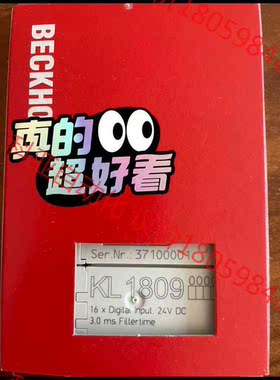 BECKHO
真的
超好看
Ser.Nr.: 3710000
KL 1809
16 x Digital Input, 24V DC
3.0 ms Filtertime